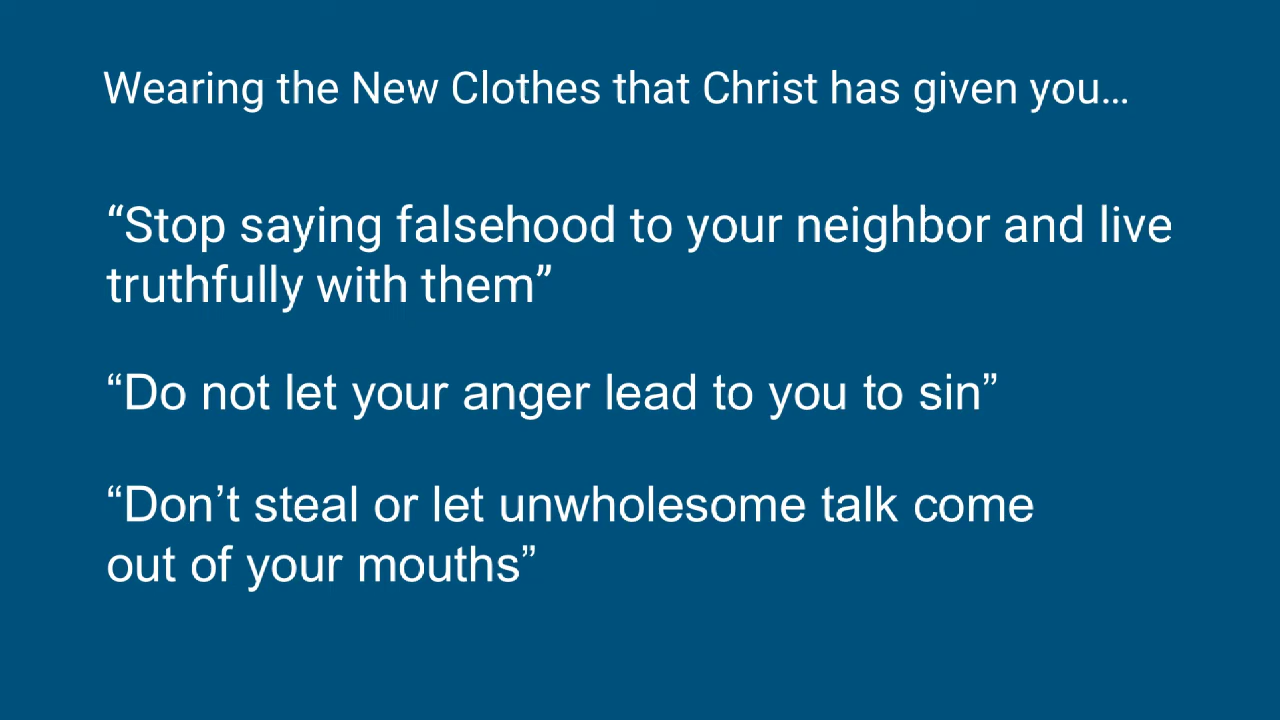 Wearing the New Clothes that Christ has given you…
“Stop saying falsehood to your neighbor and live
truthfully with them”
“Do not let your anger lead to you to sin”
“Don’t steal or let unwholesome talk come
out of your mouths”